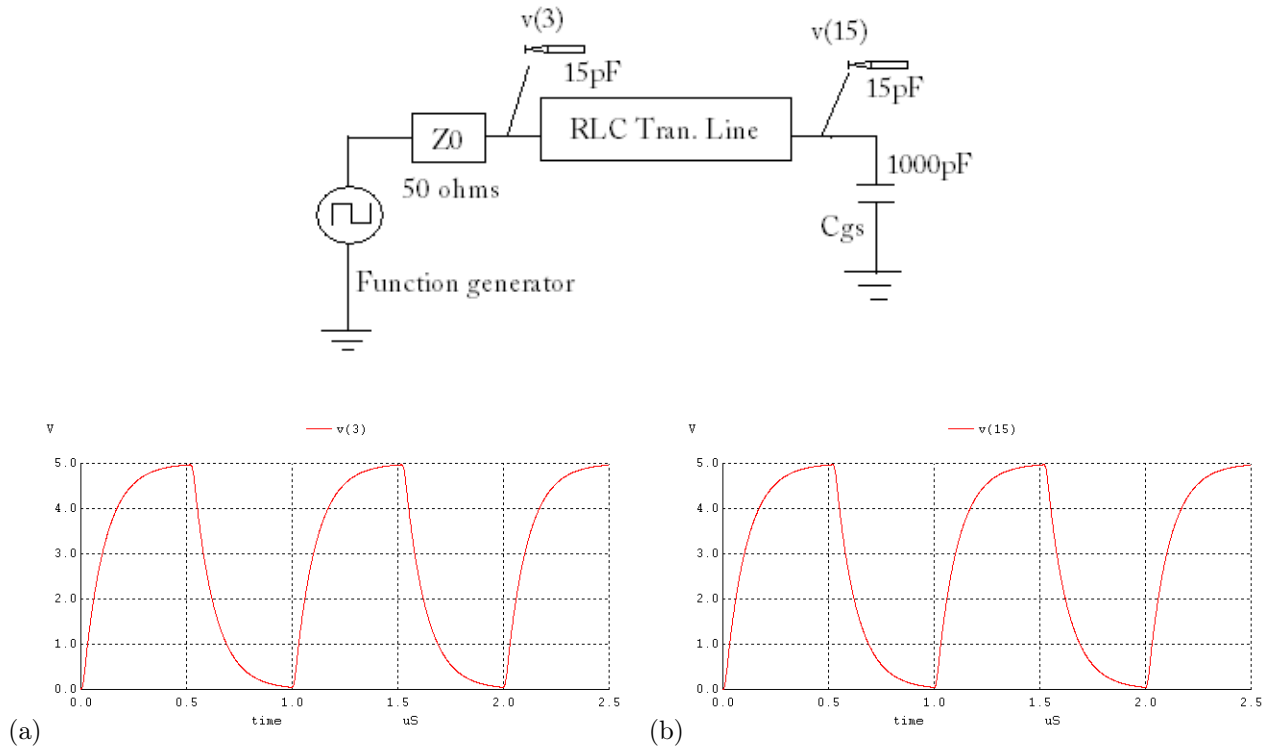 v(3)
v(15)
15pF
15pF
Z0
RLC Tran. Line
1000pF
50 ohms
Cgs
Function generator
V
v(3)
5.0
4.0
3.0
2.0
1.0
0.0
0.0 0.5 1.0 1.5 2.0 2.5
time uS
(a)
V
v(15)
5.0
4.0
3.0
2.0
1.0
0.0
0.0 0.5 1.0 1.5 2.0 2.5
time uS
(b)